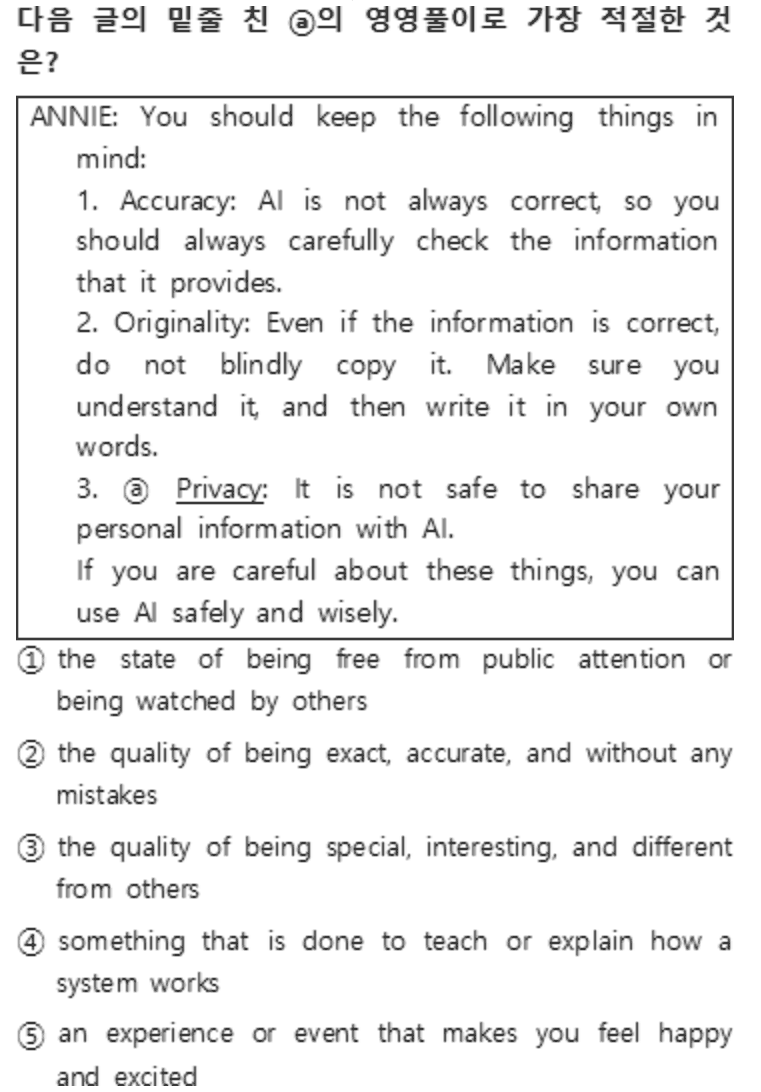 다음 글의 밑줄 친 ⓐ의 영영풀이로 가장 적절한 것
은?
ANNIE: You should keep the following things in
mind:
1. Accuracy: AI is not always correct, so you
should always carefully check the information
that it provides.
2. Originality: Even if the information is correct,
do not blindly copy it. Make sure you
understand it, and then write it in your own
words.
3. ⓐ Privacy: It is not safe to share your
personal information with AI.
If you are careful about these things, you can
use AI safely and wisely.
① the state of being free from public attention or
being watched by others
② the quality of being exact, accurate, and without any
mistakes
③ the quality of being special, interesting, and different
from others
④ something that is done to teach or explain how a
system works
⑤ an experience or event that makes you feel happy
and excited